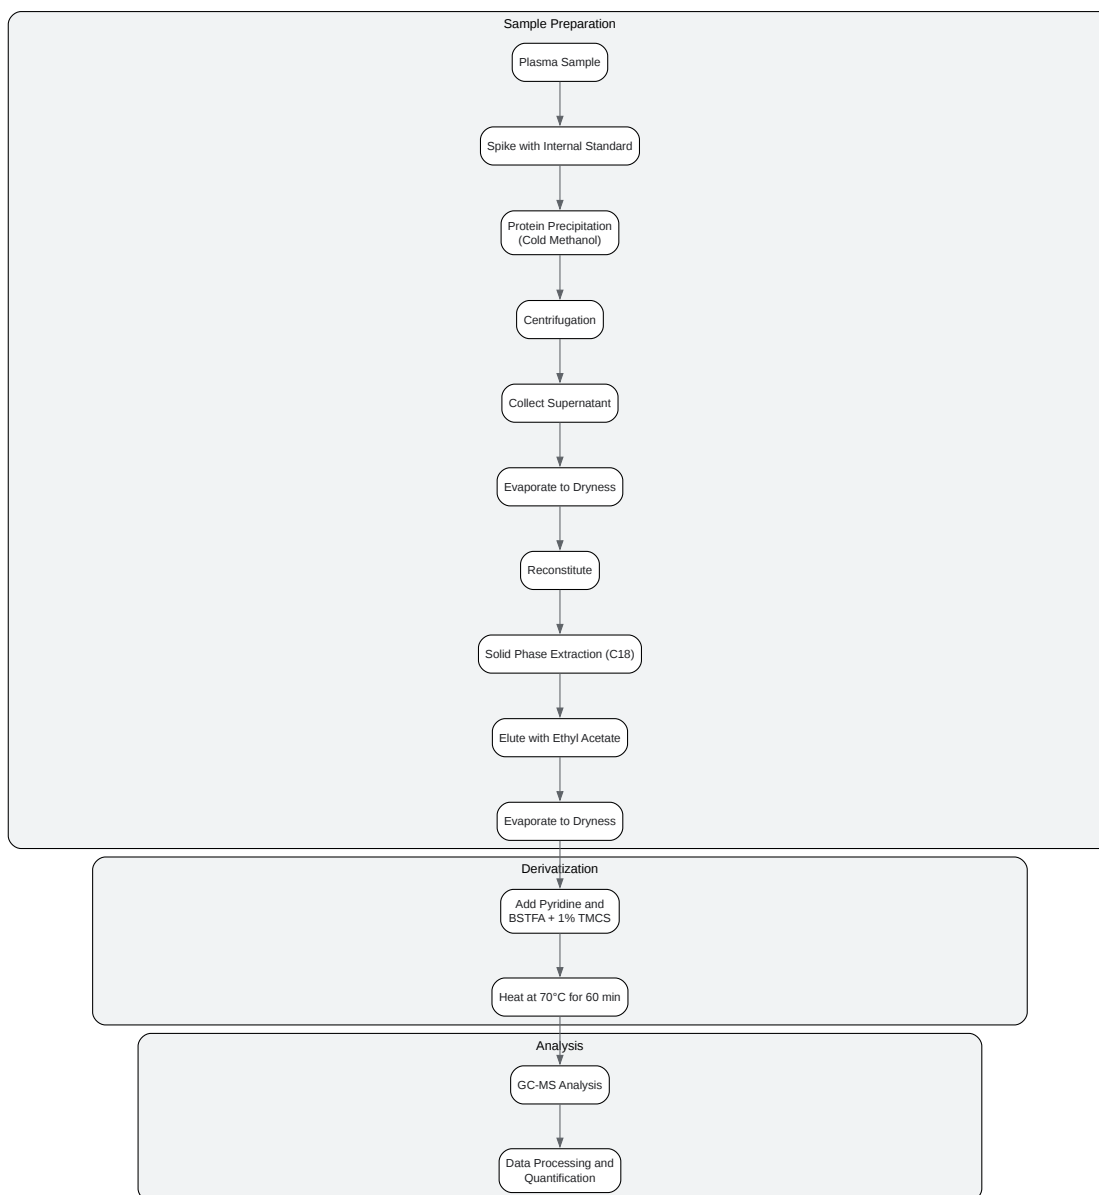 Sample Preparation
Plasma Sample
Spike with Internal Standard
Protein Precipitation
(Cold Methanol)
Centrifugation
Collect Supernatant
Evaporate to Dryness
Reconstitute
Solid Phase Extraction (C18)
Elute with Ethyl Acetate
Evaporate to Dryness
Derivatization
Add Pyridine and
BSTFA + 1% TMCS
Heat at 70°C for 60 min
Analysis
GC-MS Analysis
Data Processing and
Quantification